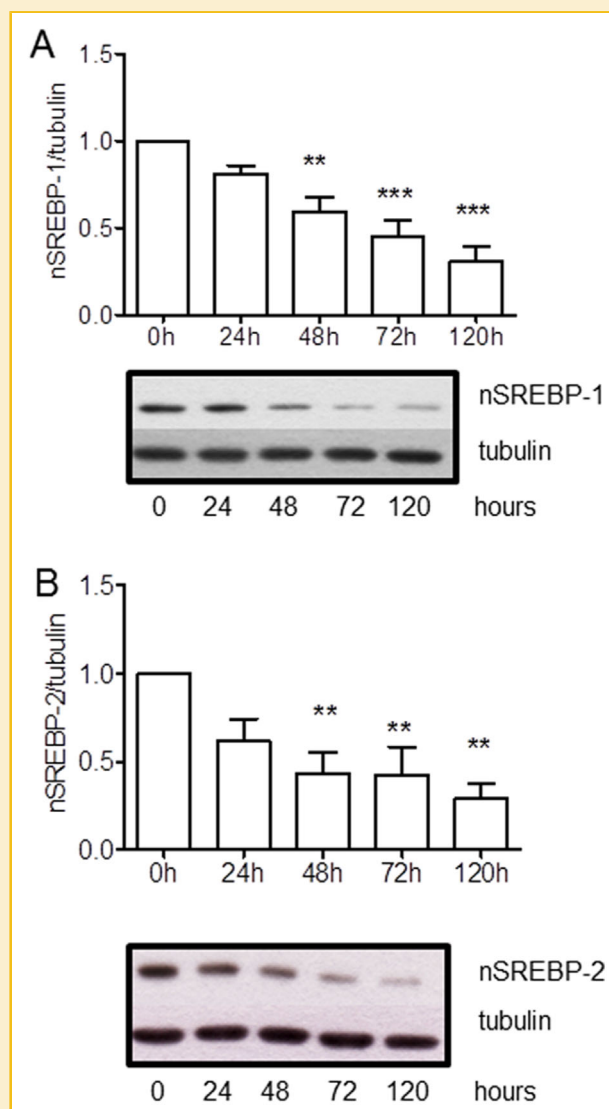 A
nSREBP-1/tubulin
1.5
1.0
0.5
0.0
** *** ***
0h 24h 48h 72h 120h
nSREBP-1
tubulin
0 24 48 72 120 hours
B
nSREBP-2/tubulin
1.5
1.0
0.5
0.0
** ** **
0h 24h 48h 72h 120h
nSREBP-2
tubulin
0 24 48 72 120 hours